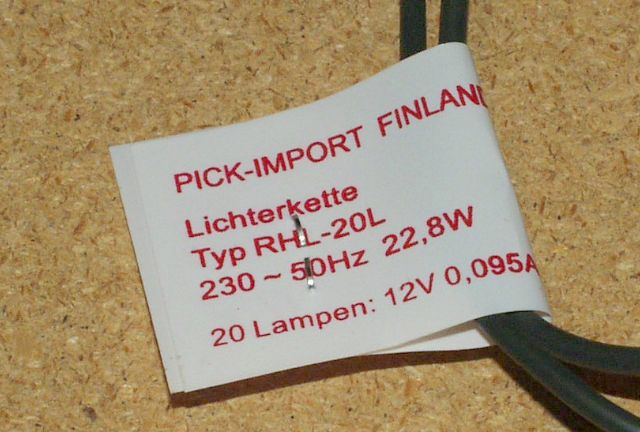 PICK-IMPORT FINLAND
Lichterkette
Typ RHL-20L
230 ~ 50Hz 22,8W
20 Lampen: 12V 0,095A